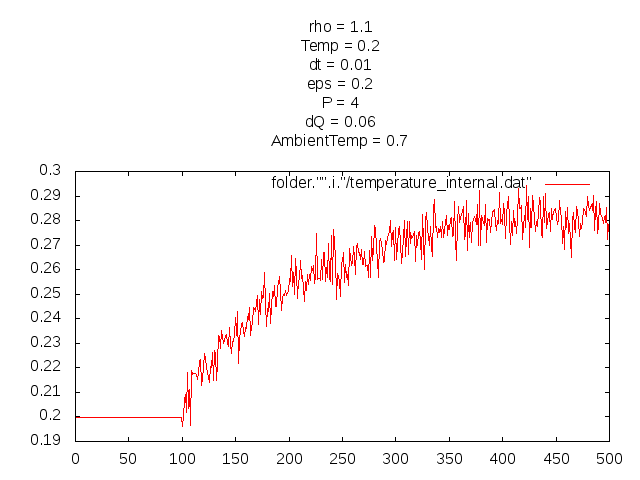 rho = 1.1
Temp = 0.2
dt = 0.01
eps = 0.2
P = 4
dQ = 0.06
AmbientTemp = 0.7
folder."".i."/temperature_internal.dat"
0.3
0.29
0.28
0.27
0.26
0.25
0.24
0.23
0.22
0.21
0.2
0.19
0 50 100 150 200 250 300 350 400 450 500